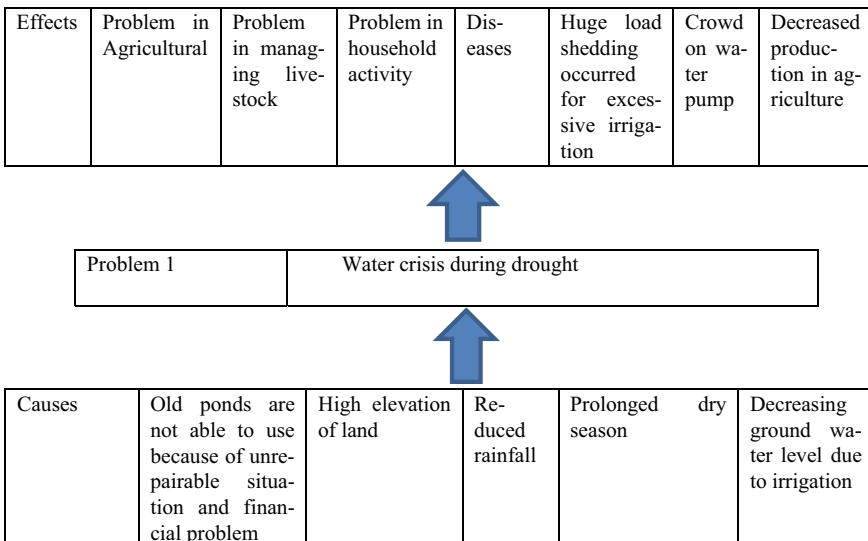 Effects
Problem in
Agricultural
Problem
in manag-
ing live-
stock
Problem in
household
activity
Dis-
eases
Huge load
shedding
occurred
for exces-
sive irriga-
tion
Crowd
on wa-
ter
pump
Decreased
produc-
tion in ag-
riculture
Problem 1
Water crisis during drought
Causes
Old ponds are
not able to use
because of unre-
pairable situa-
tion and finan-
cial problem
High elevation
of land
Re-
duced
rainfall
Prolonged dry
season
Decreasing
ground wa-
ter level due
to irrigation